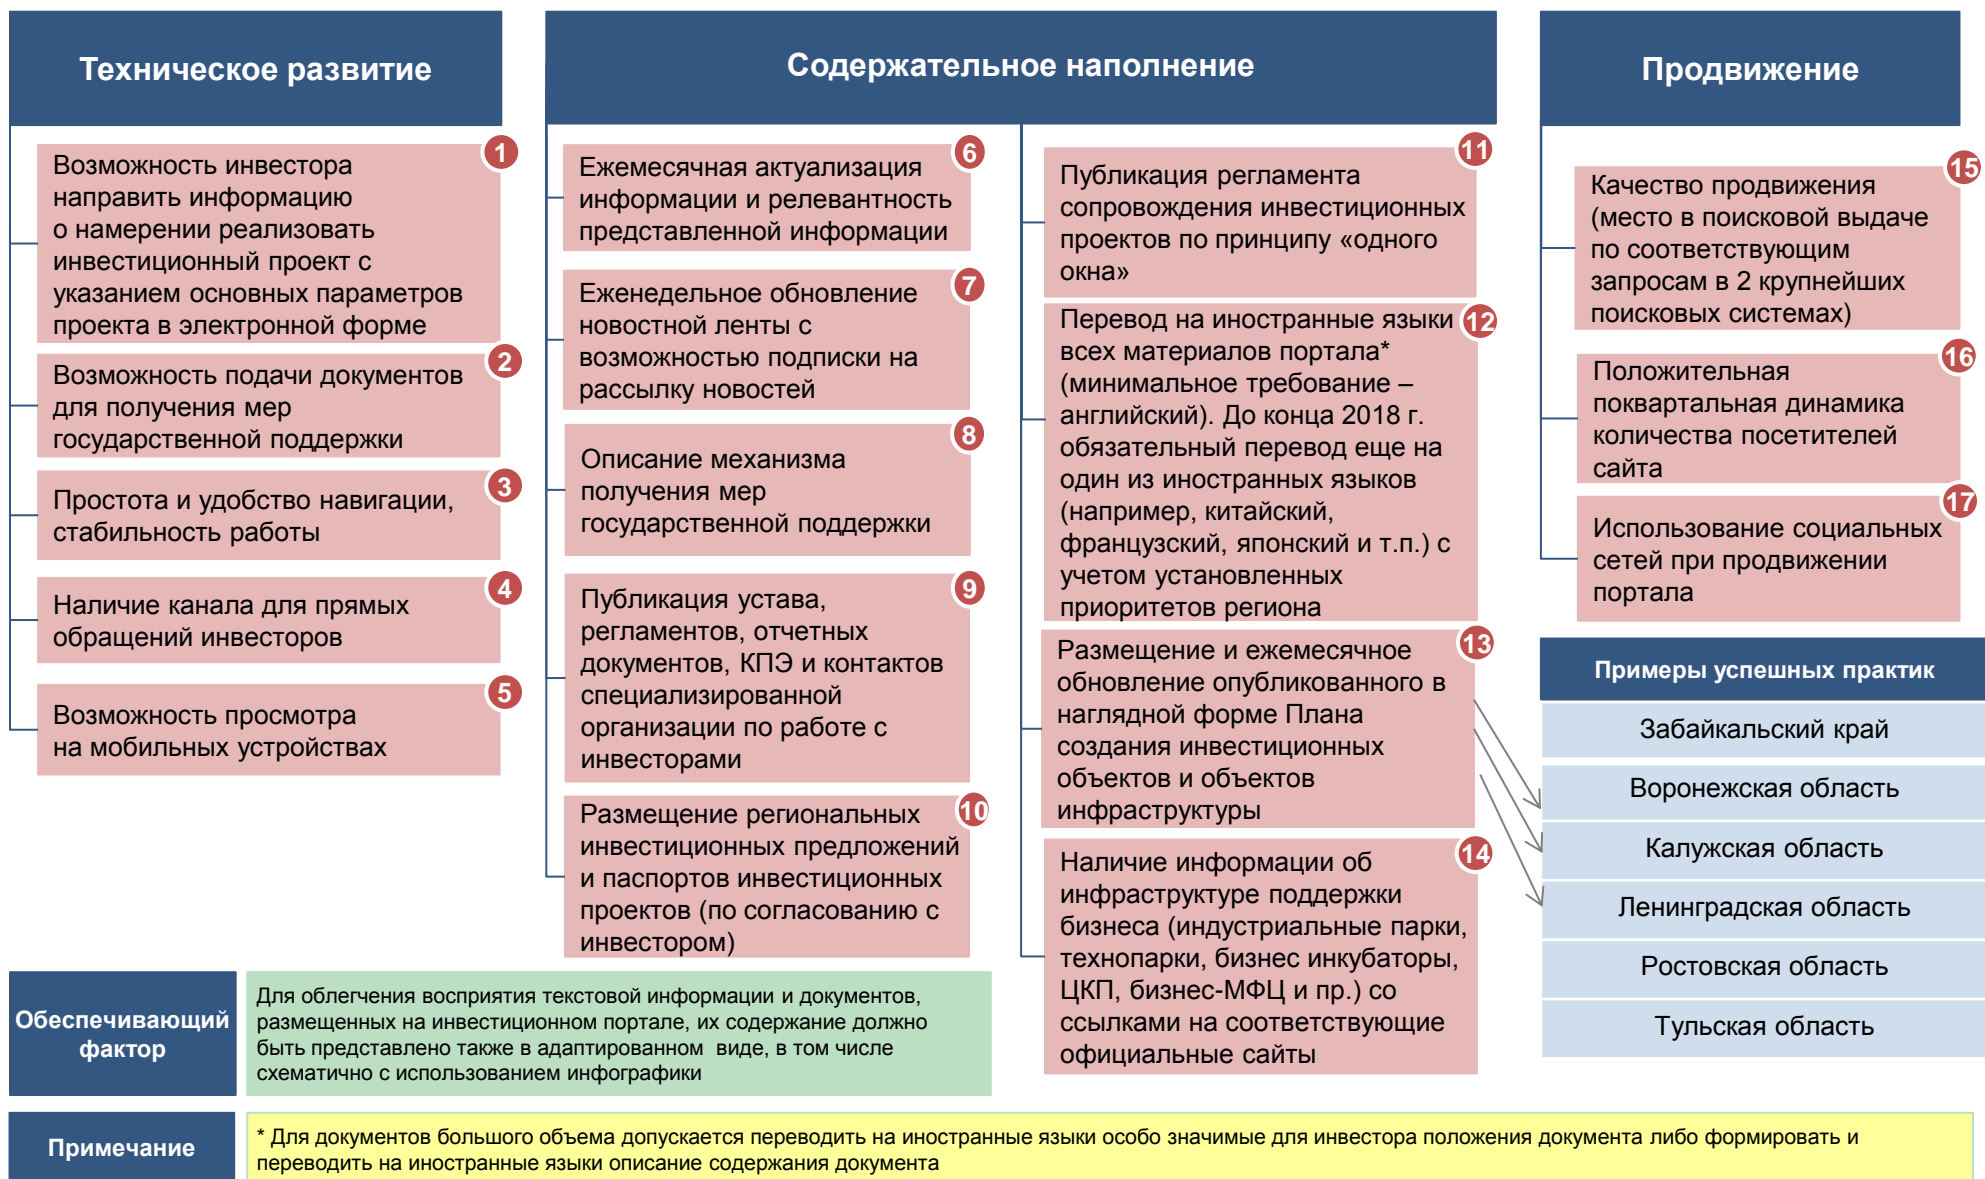 Техническое развитие
1
Возможность инвестора
направить информацию
о намерении реализовать
инвестиционный проект с
указанием основных параметров
проекта в электронной форме
2
Возможность подачи документов
для получения мер
государственной поддержки
3
Простота и удобство навигации,
стабильность работы
4
Наличие канала для прямых
обращений инвесторов
5
Возможность просмотра
на мобильных устройствах
Содержательное наполнение
6
Ежемесячная актуализация
информации и релевантность
представленной информации
7
Еженедельное обновление
новостной ленты с
возможностью подписки на
рассылку новостей
8
Описание механизма
получения мер
государственной поддержки
9
Публикация устава,
регламентов, отчетных
документов, КПЭ и контактов
специализированной
организации по работе с
инвесторами
10
Размещение региональных
инвестиционных предложений
и паспортов инвестиционных
проектов (по согласованию с
инвестором)
11
Публикация регламента
сопровождения инвестиционных
проектов по принципу «одного
окна»
12
Перевод на иностранные языки
всех материалов портала*
(минимальное требование –
английский). До конца 2018 г.
обязательный перевод еще на
один из иностранных языков
(например, китайский,
французский, японский и т.п.) с
учетом установленных
приоритетов региона
13
Размещение и ежемесячное
обновление опубликованного в
наглядной форме Плана
создания инвестиционных
объектов и объектов
инфраструктуры
14
Наличие информации об
инфраструктуре поддержки
бизнеса (индустриальные парки,
технопарки, бизнес инкубаторы,
ЦКП, бизнес-МФЦ и пр.) со
ссылками на соответствующие
официальные сайты
Продвижение
15
Качество продвижения
(место в поисковой выдаче
по соответствующим
запросам в 2 крупнейших
поисковых системах)
16
Положительная
поквартальная динамика
количества посетителей
сайта
17
Использование социальных
сетей при продвижении
портала
Примеры успешных практик
Забайкальский край
Воронежская область
Калужская область
Ленинградская область
Ростовская область
Тульская область
Обеспечивающий
фактор
Для облегчения восприятия текстовой информации и документов,
размещенных на инвестиционном портале, их содержание должно
быть представлено также в адаптированном виде, в том числе
схематично с использованием инфографики
Примечание
* Для документов большого объема допускается переводить на иностранные языки особо значимые для инвестора положения документа либо формировать и
переводить на иностранные языки описание содержания документа